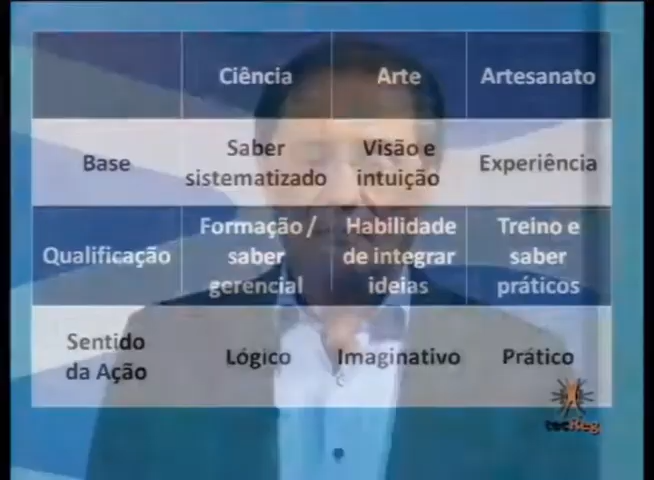 Ciência Arte Artesanato
Base Saber sistematizado Visão e intuição Experiência
Qualificação Formação / saber gerencial Habilidade de integrar ideias Treino e saber práticos
Sentido da Ação Lógico Imaginativo Prático
tecReg